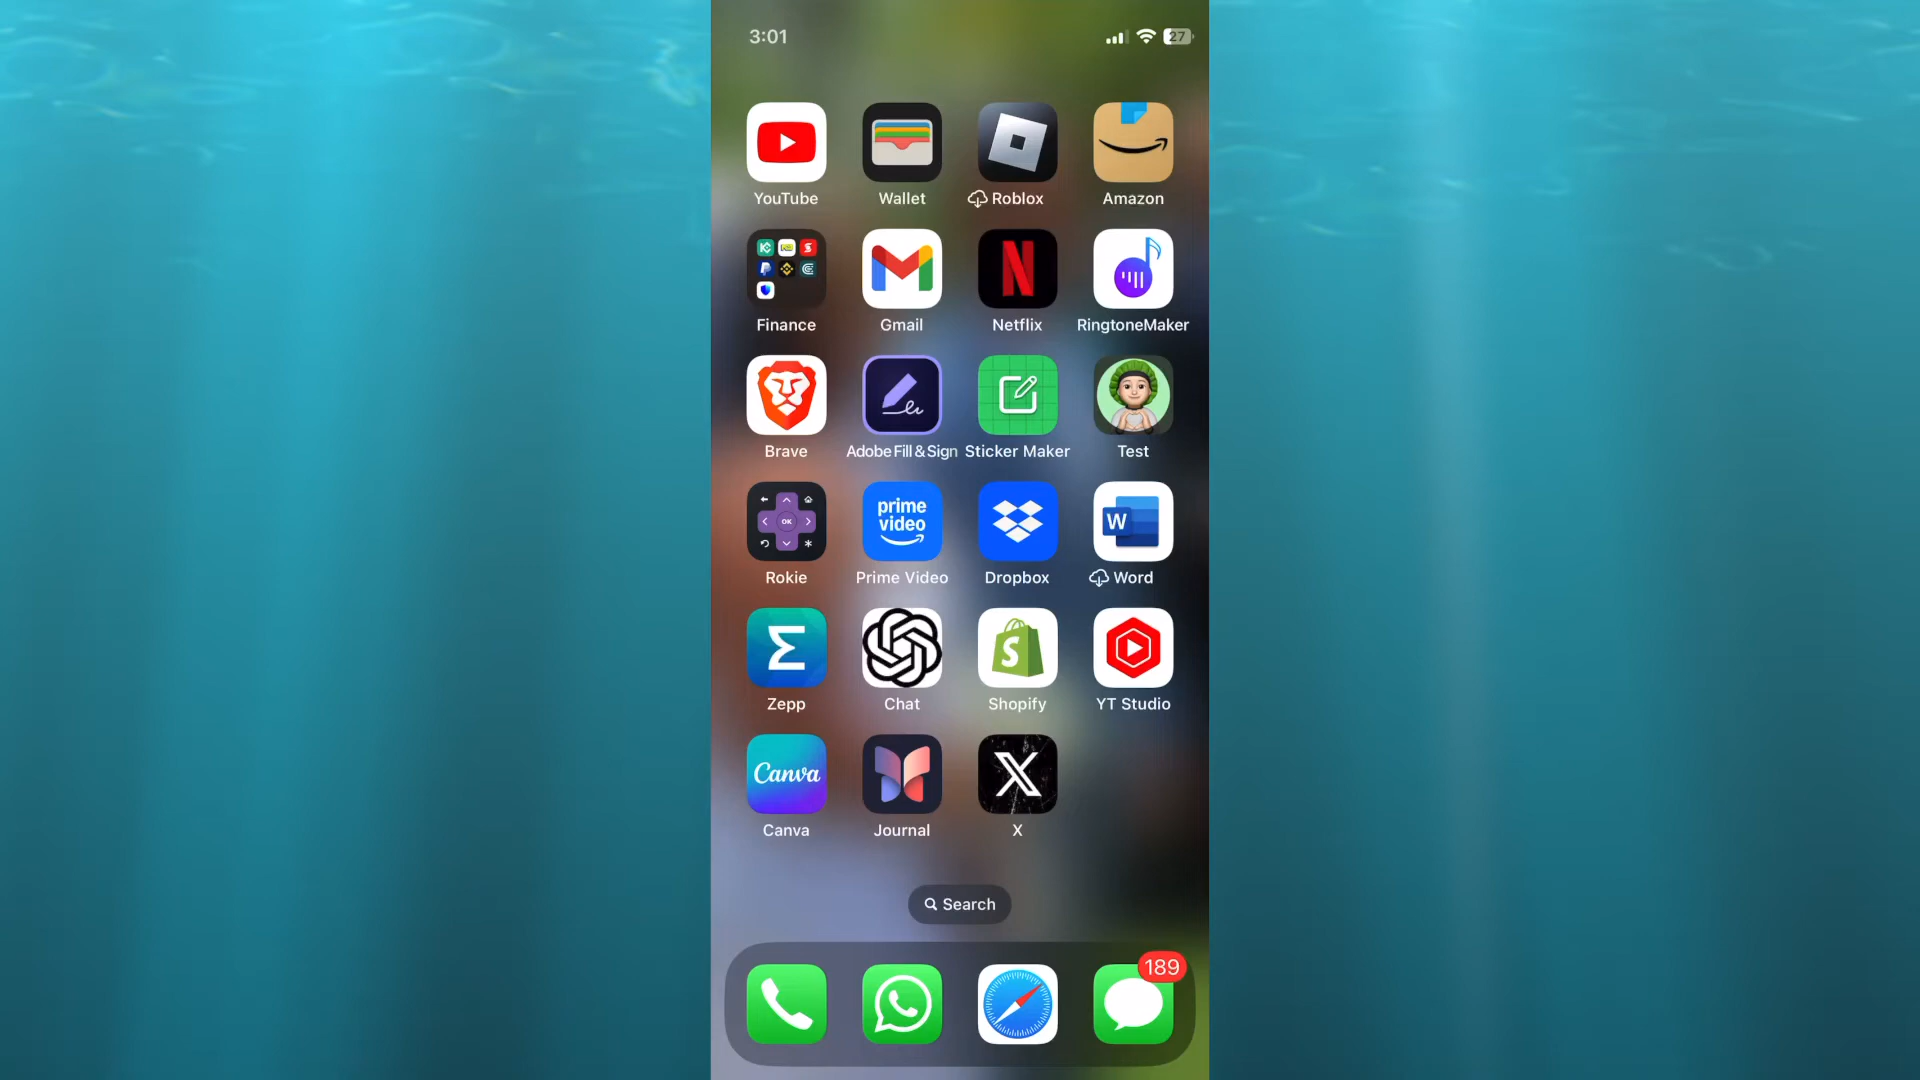 3:01
27
YouTube
Wallet
Roblox
Amazon
Finance
Gmail
Netflix
RingtoneMaker
Brave
Adobe Fill & Sign
Sticker Maker
Test
OK
prime
video
W
Rokie
Prime Video
Dropbox
Word
S
Zepp
Chat
Shopify
YT Studio
Canva
Canva
Journal
X
Search
189